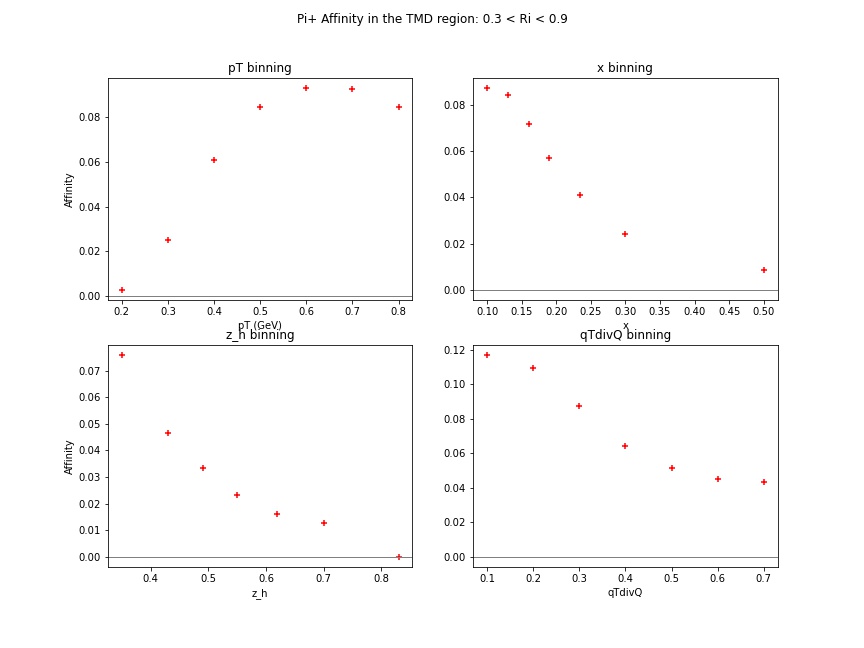 Pi+ Affinity in the TMD region: 0.3 < Ri < 0.9
pT binning
Affinity
0.08
0.06
0.04
0.02
0.00
0.2 0.3 0.4 0.5 0.6 0.7 0.8
pT (GeV)
x binning
0.08
0.06
0.04
0.02
0.00
0.10 0.15 0.20 0.25 0.30 0.35 0.40 0.45 0.50
x
z_h binning
Affinity
0.07
0.06
0.05
0.04
0.03
0.02
0.01
0.00
0.4 0.5 0.6 0.7 0.8
z_h
qTdivQ binning
0.12
0.10
0.08
0.06
0.04
0.02
0.00
0.1 0.2 0.3 0.4 0.5 0.6 0.7
qTdivQ